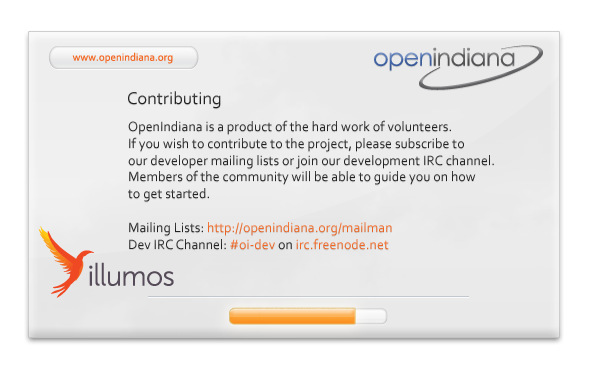 www.openindiana.org
openindiana
Contributing
OpenIndiana is a product of the hard work of volunteers.
If you wish to contribute to the project, please subscribe to
our developer mailing lists or join our development IRC channel.
Members of the community will be able to guide you on how
to get started.
Mailing Lists: http://openindiana.org/mailman
Dev IRC Channel: #oi-dev on irc.freenode.net
illumos